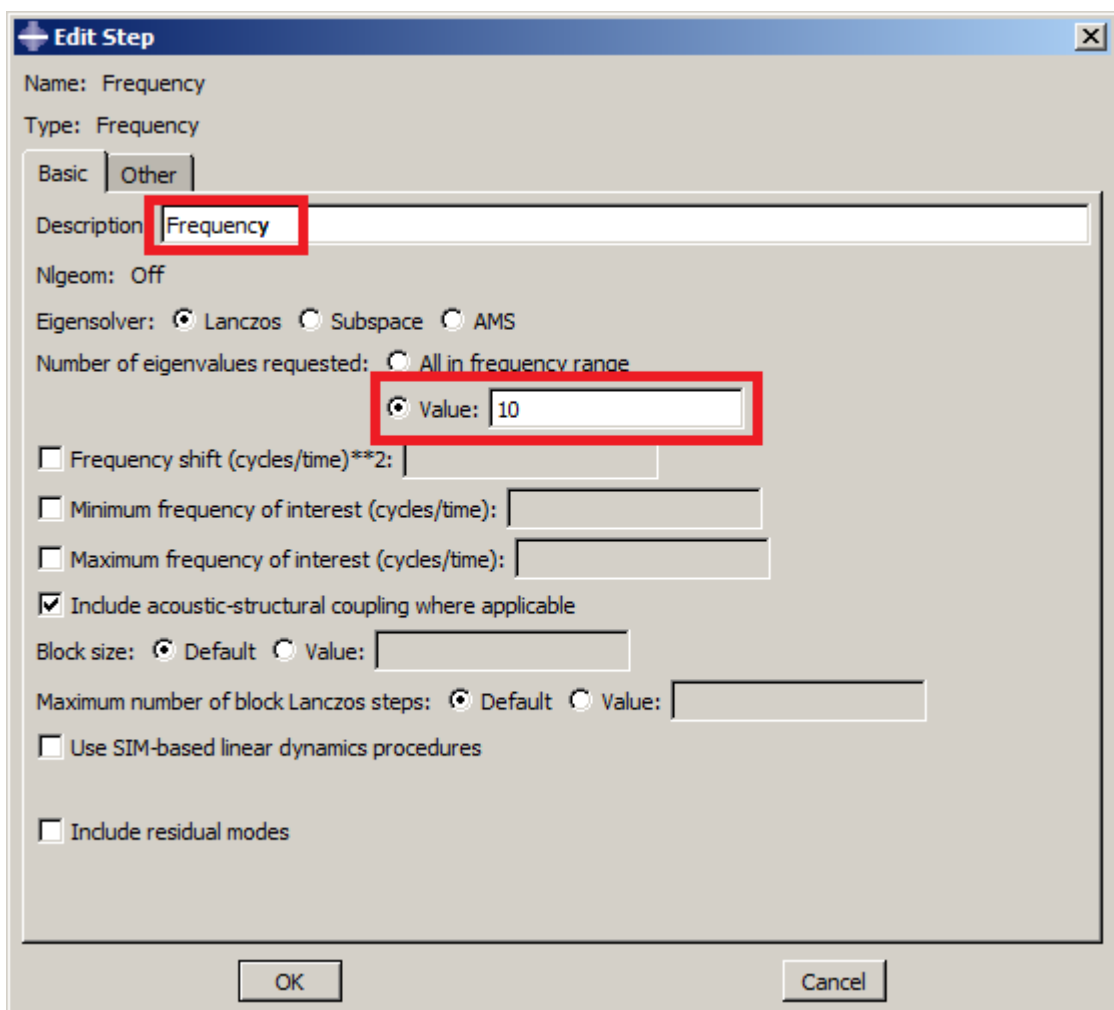 Edit Step
Name: Frequency
Type: Frequency
Basic Other
Description: Frequency
Nlgeom: Off
Eigensolver: Lanczos Subspace AMS
Number of eigenvalues requested: All in frequency range
Value: 10
Frequency shift (cycles/time)**2:
Minimum frequency of interest (cycles/time):
Maximum frequency of interest (cycles/time):
Include acoustic-structural coupling where applicable
Block size: Default Value:
Maximum number of block Lanczos steps: Default Value:
Use SIM-based linear dynamics procedures
Include residual modes
OK Cancel